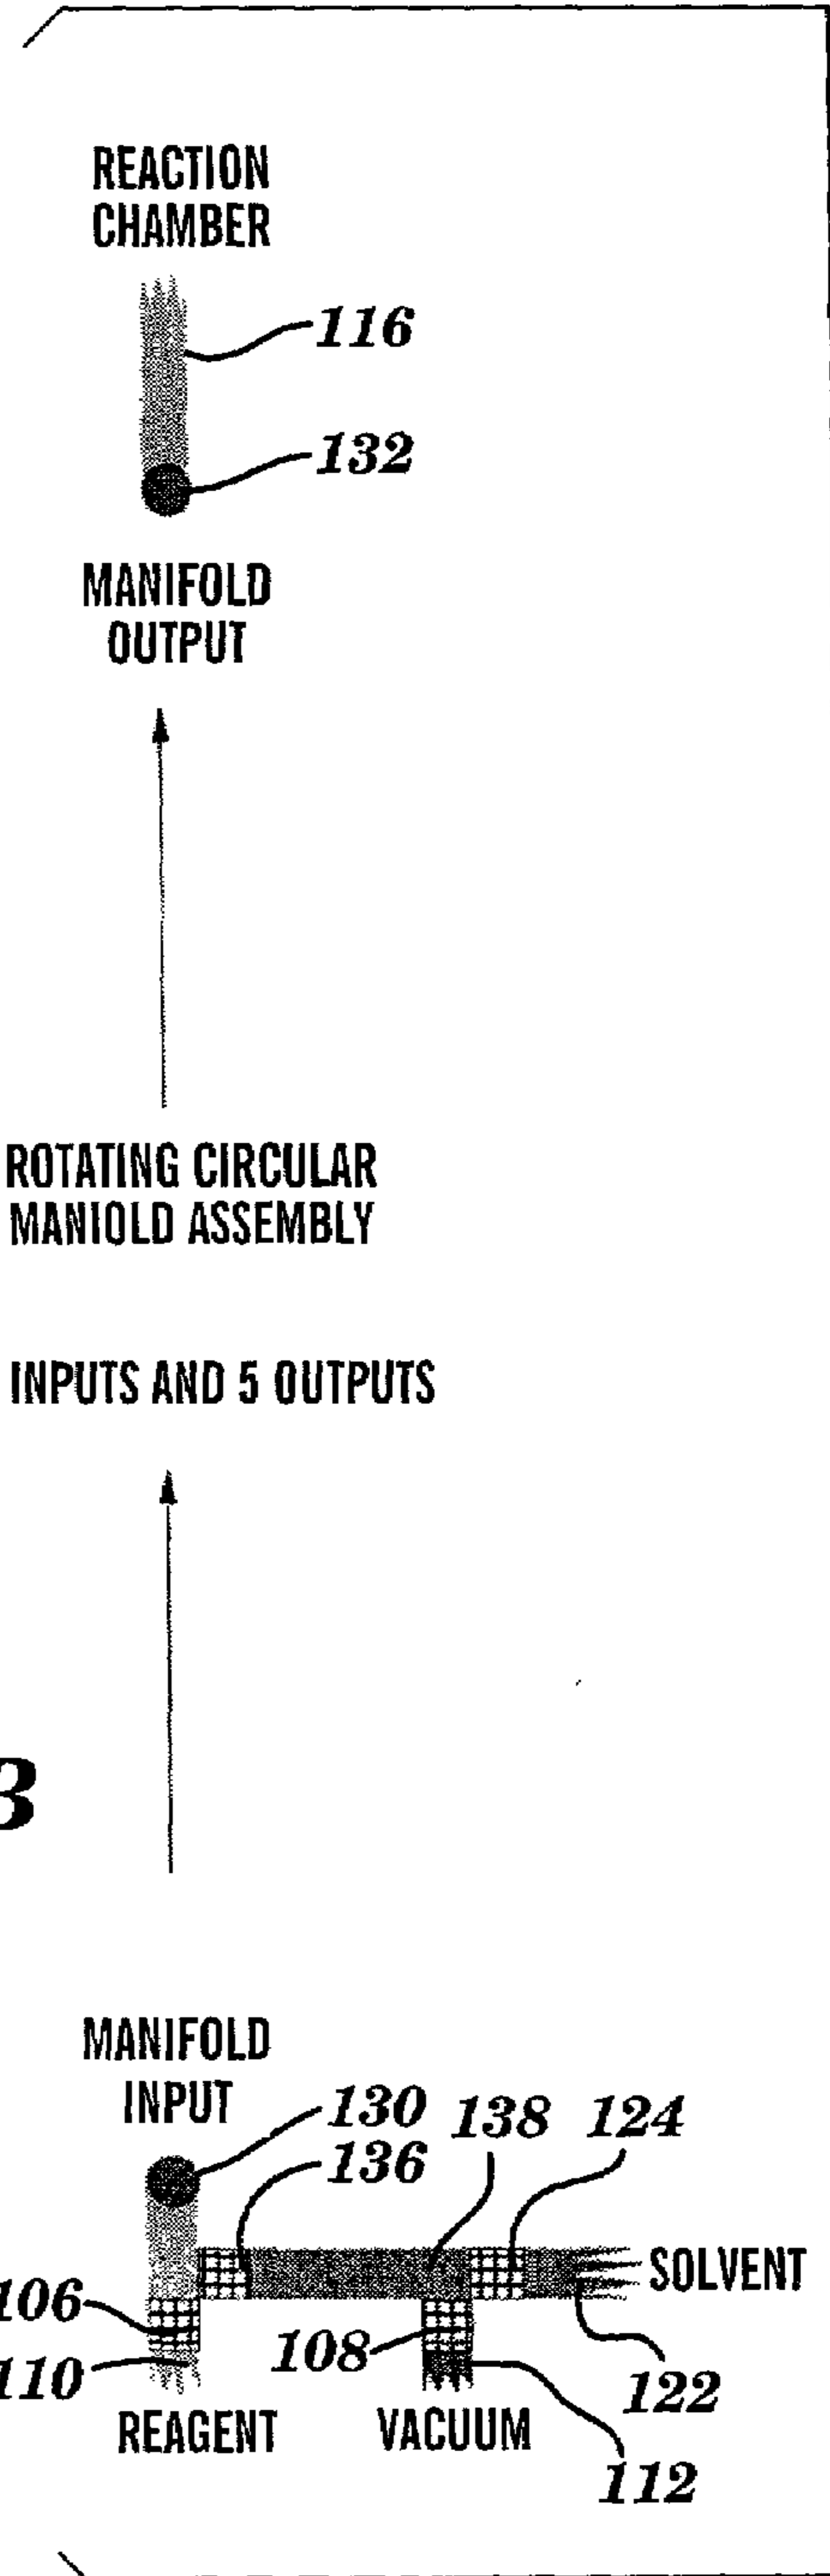 REACTION
CHAMBER
116
132
MANIFOLD
OUTPUT
ROTATING CIRCULAR
MANIOLD ASSEMBLY
INPUTS AND 5 OUTPUTS
3
MANIFOLD
INPUT
130
138
124
136
SOLVENT
106
108
110
122
REAGENT
VACUUM
112